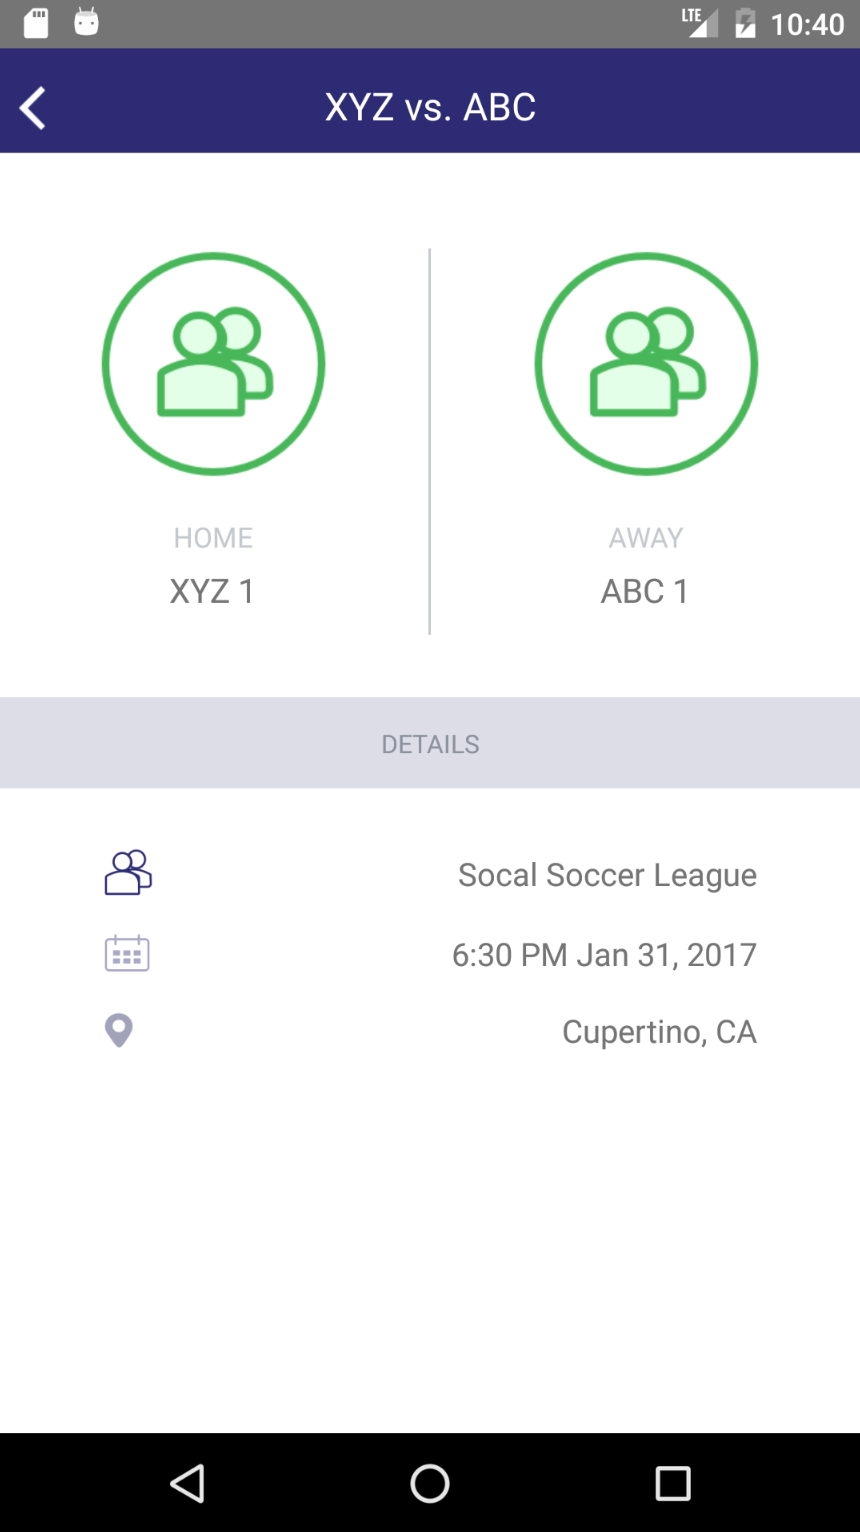 LTE 10:40
XYZ vs. ABC
HOME
XYZ 1
AWAY
ABC 1
DETAILS
Socal Soccer League
6:30 PM Jan 31, 2017
Cupertino, CA